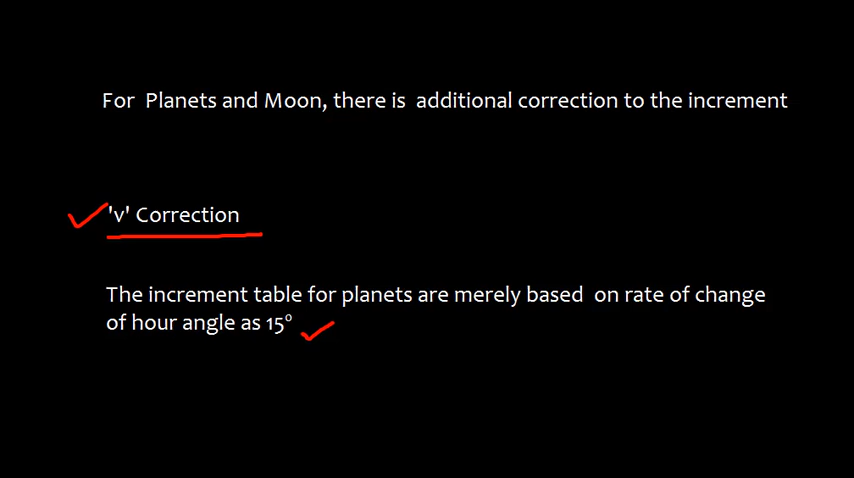 For Planets and Moon, there is additional correction to the increment
'v' Correction
The increment table for planets are merely based on rate of change
of hour angle as 15°